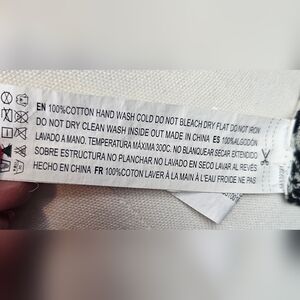 EN 100%COTTON HAND WASH COLD DO NOT BLEACH DRY FLAT DO NOT IRON
DO NOT DRY CLEAN WASH INSIDE OUT MADE IN CHINA ES 100%ALGODÓN
LAVADO A MANO. TEMPERATURA MÁXIMA 300C. NO BLANQUEAR SECAR EXTENDIDO
SOBRE ESTRUCTURA NO PLANCHAR NO LAVADO EN SECO LAVAR AL REVÉS
HECHO EN CHINA FR 100%COTON LAVER À LA MAIN À L'EAU FROIDE NE PAS